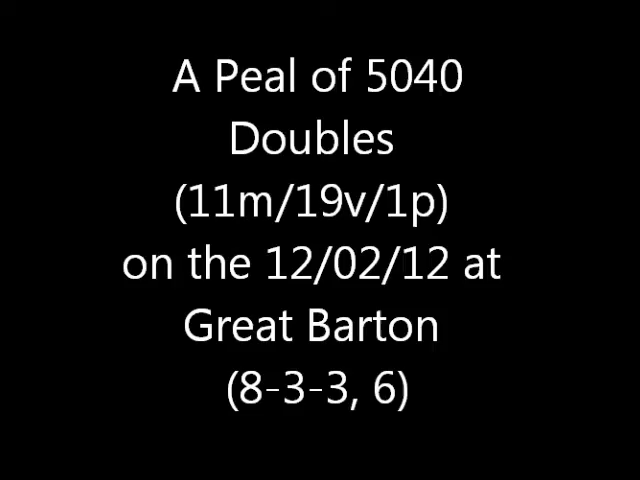 A Peal of 5040
Doubles
(11m/19v/1p)
on the 12/02/12 at
Great Barton
(8-3-3, 6)